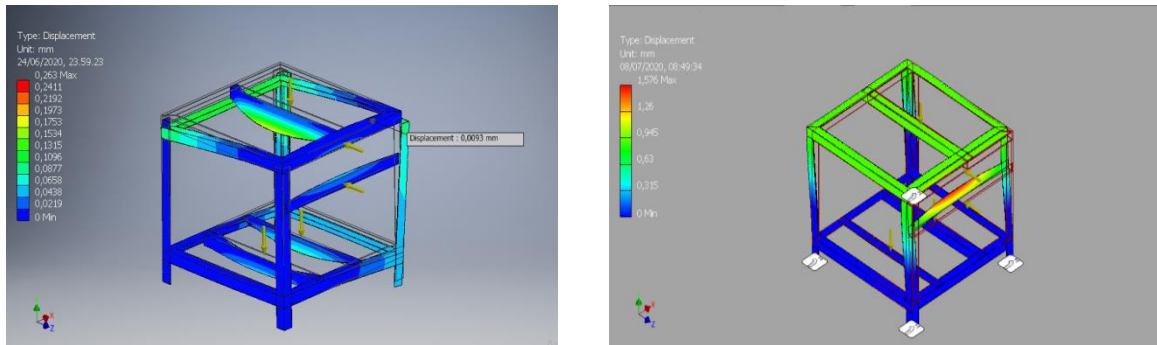 Type: Displacement
Unit: mm
24/06/2020, 23.59.23
0,263 Max
0,2411
0,2192
0,1973
0,1753
0,1534
0,1315
0,1096
0,0877
0,0658
0,0438
0,0219
0 Min
Displacement : 0,0093 mm
X
Z
Type: Displacement
Unit: mm
08/07/2020, 08:49:34
1,576 Max
1,26
0,945
0,63
0,315
0 Min
X
Z